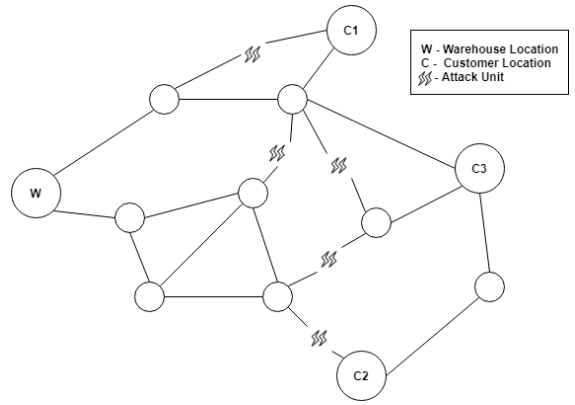 C1
W - Warehouse Location
C - Customer Location
- Attack Unit
C3
W
C2